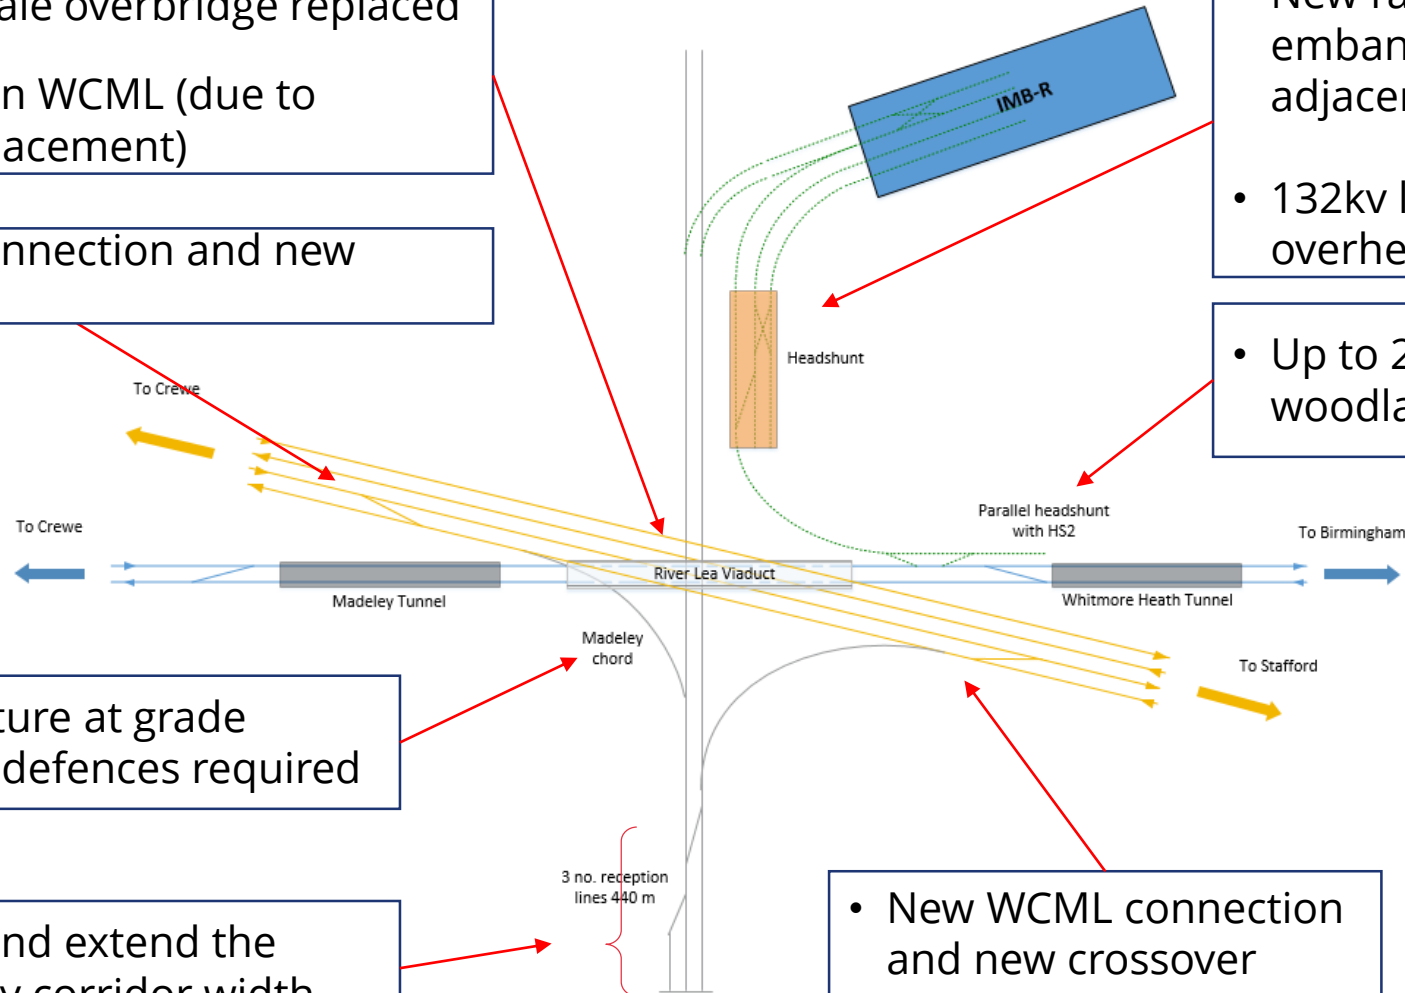 overbridge replaced
n WCML (due to
acement)
nnection and new
emban
adjace
• 132kv
overhe
• Up to 2
woodla
IMB-R
Headshunt
To Crewe
To Crewe
Parallel headshunt
with HS2
To Birmingham
River Lea Viaduct
Madeley Tunnel
Whitmore Heath Tunnel
Madeley
chord
To Stafford
ture at grade
defences required
3 no. reception
lines 440 m
nd extend the
y corridor width
• New WCML connection
and new crossover